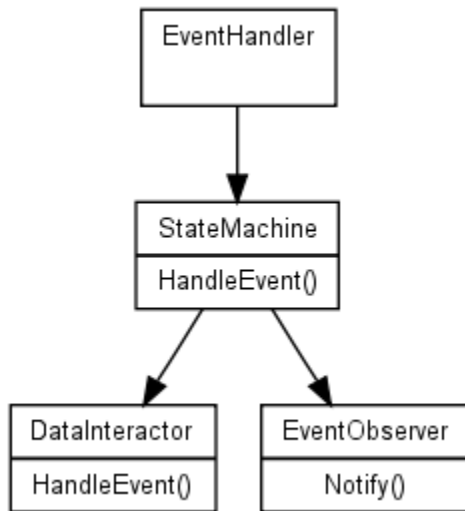 EventHandler
StateMachine
HandleEvent()
DataInteractor
HandleEvent()
EventObserver
Notify()